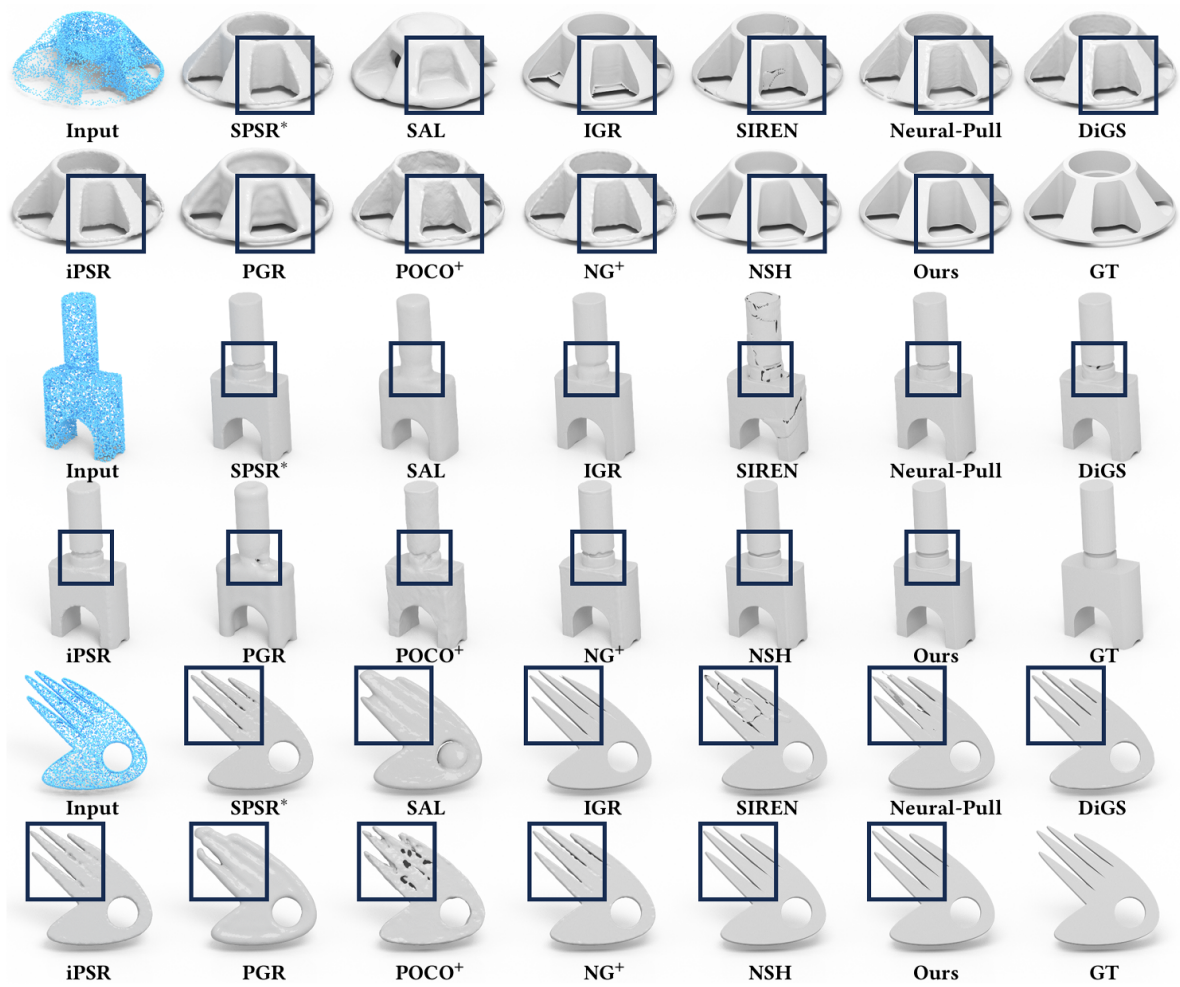 Input SPSR* SAL IGR SIREN Neural-Pull DiGS
iPSR PGR POCO⁺ NG⁺ NSH Ours GT
Input SPSR* SAL IGR SIREN Neural-Pull DiGS
iPSR PGR POCO⁺ NG⁺ NSH Ours GT
Input SPSR* SAL IGR SIREN Neural-Pull DiGS
iPSR PGR POCO⁺ NG⁺ NSH Ours GT